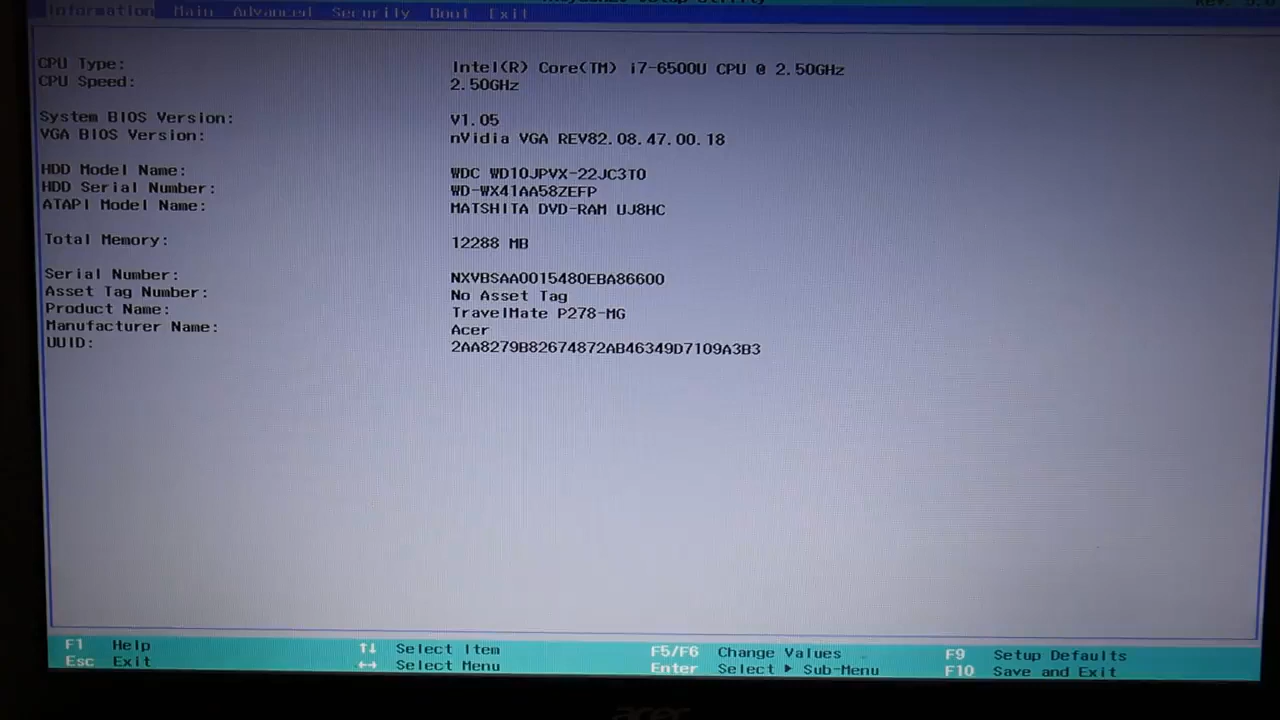 Rev. 5.0
Information Main Advanced Security Boot Exit
CPU Type: Intel(R) Core(TM) i7-6500U CPU @ 2.50GHz
CPU Speed: 2.50GHz
System BIOS Version: V1.05
VGA BIOS Version: nVidia VGA REV82.08.47.00.18
HDD Model Name: WDC WD10JPVX-22JC3T0
HDD Serial Number: WD-WX41AA58ZEFP
ATAPI Model Name: MATSHITA DVD-RAM UJ8HC
Total Memory: 12288 MB
Serial Number: NXVBSAA0015480EBA86600
Asset Tag Number: No Asset Tag
Product Name: TravelMate P278-MG
Manufacturer Name: Acer
UUID: 2AA8279B82674872AB46349D7109A3B3
F1 Help ↑↓ Select Item F5/F6 Change Values F9 Setup Defaults
Esc Exit ←→ Select Menu Enter Select ▶ Sub-Menu F10 Save and Exit
acer